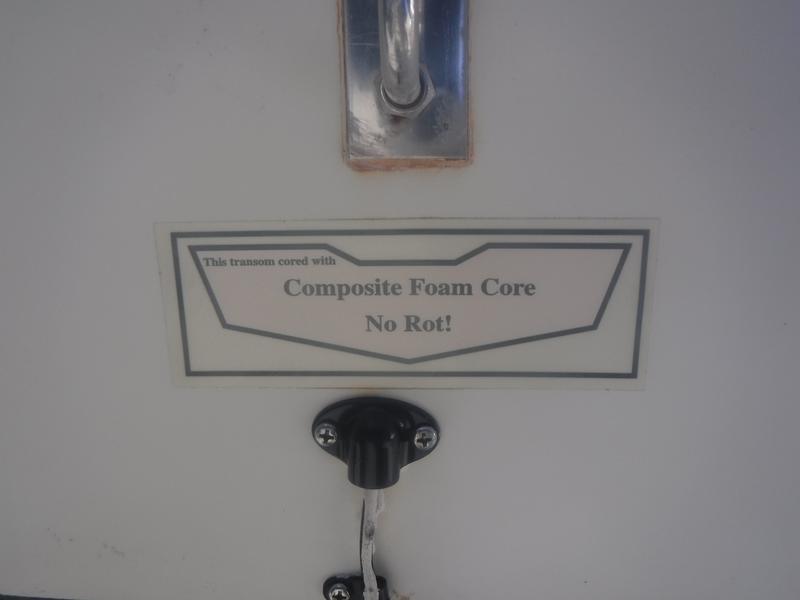 This transom cored with
Composite Foam Core
No Rot!